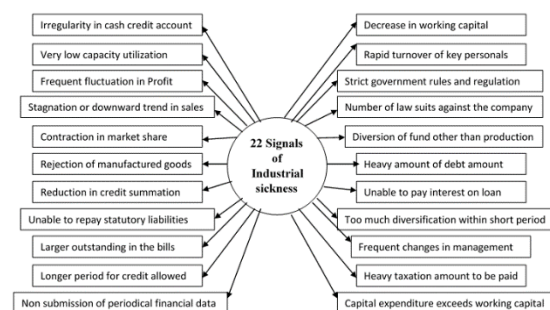 Irregularity in cash credit account
Very low capacity utilization
Frequent fluctuation in Profit
Stagnation or downward trend in sales
Contraction in market share
Rejection of manufactured goods
Reduction in credit summation
Unable to repay statutory liabilities
Larger outstanding in the bills
Longer period for credit allowed
Non submission of periodical financial data
22 Signals
of
Industrial
sickness
Decrease in working capital
Rapid turnover of key personals
Strict government rules and regulation
Number of law suits against the company
Diversion of fund other than production
Heavy amount of debt amount
Unable to pay interest on loan
Too much diversification within short period
Frequent changes in management
Heavy taxation amount to be paid
Capital expenditure exceeds working capital